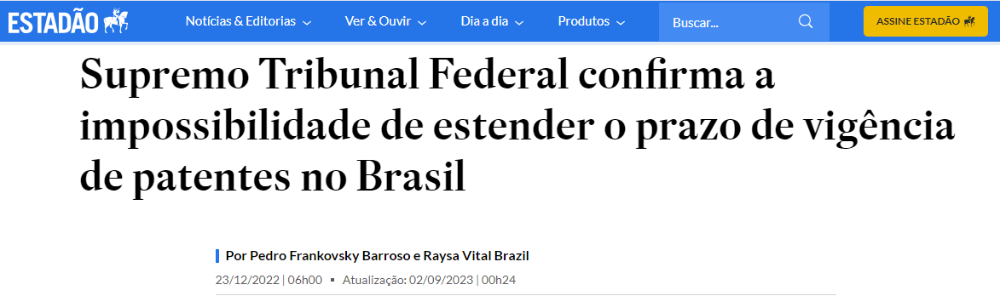 ESTADÃO Notícias & Editorias Ver & Ouvir Dia a dia Produtos Buscar... ASSINE ESTADÃO
Supremo Tribunal Federal confirma a
impossibilidade de estender o prazo de vigência
de patentes no Brasil
Por Pedro Frankovsky Barroso e Raysa Vital Brazil
23/12/2022 | 06h00 ▪ Atualização: 02/09/2023 | 00h24